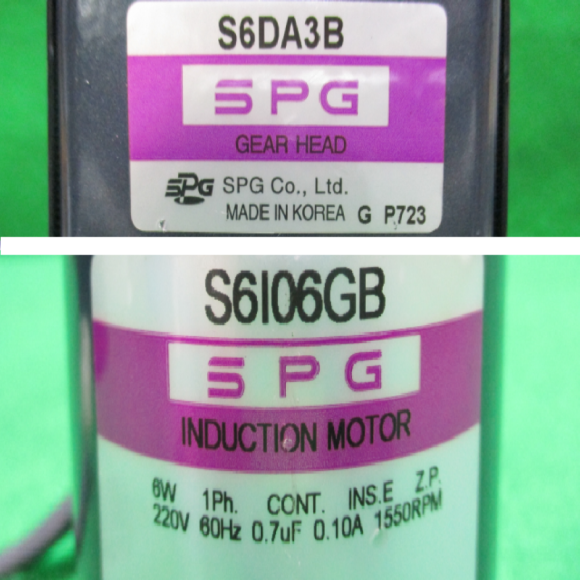 S6DA3B
SPG
GEAR HEAD
SPG SPG Co., Ltd.
MADE IN KOREA G P723
S6I06GB
SPG
INDUCTION MOTOR
6W 1Ph. CONT. INS.E Z.P.
220V 60Hz 0.7uF 0.10A 1550RPM